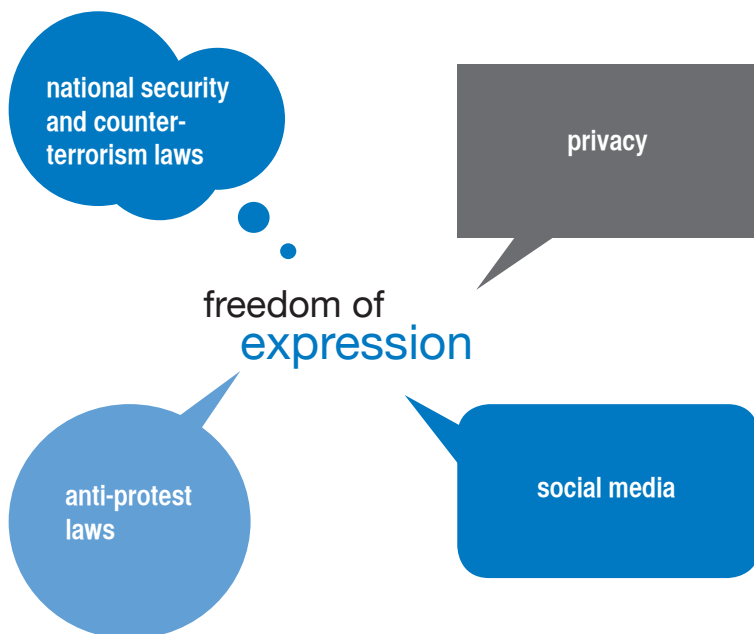 national security
and counter-
terrorism laws
privacy
freedom of
expression
anti-protest
laws
social media